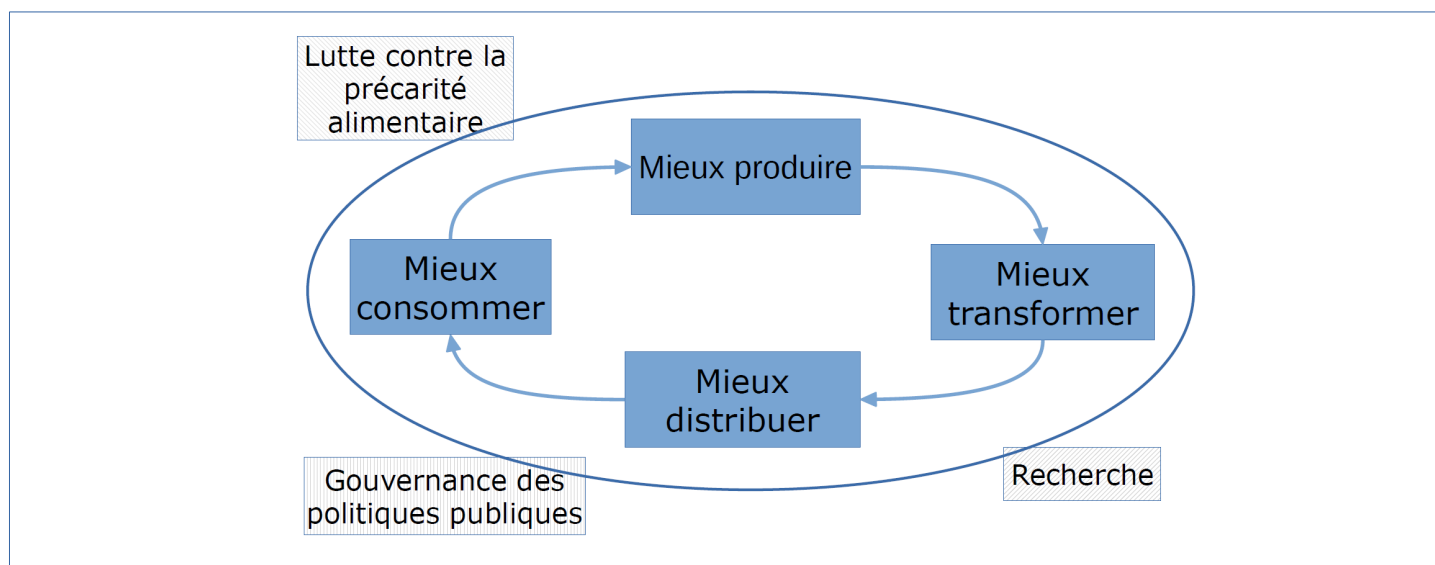 Lutte contre la
précarité
alimentaire
Mieux produire
Mieux
consommer
Mieux
transformer
Mieux
distribuer
Gouvernance des
politiques publiques
Recherche